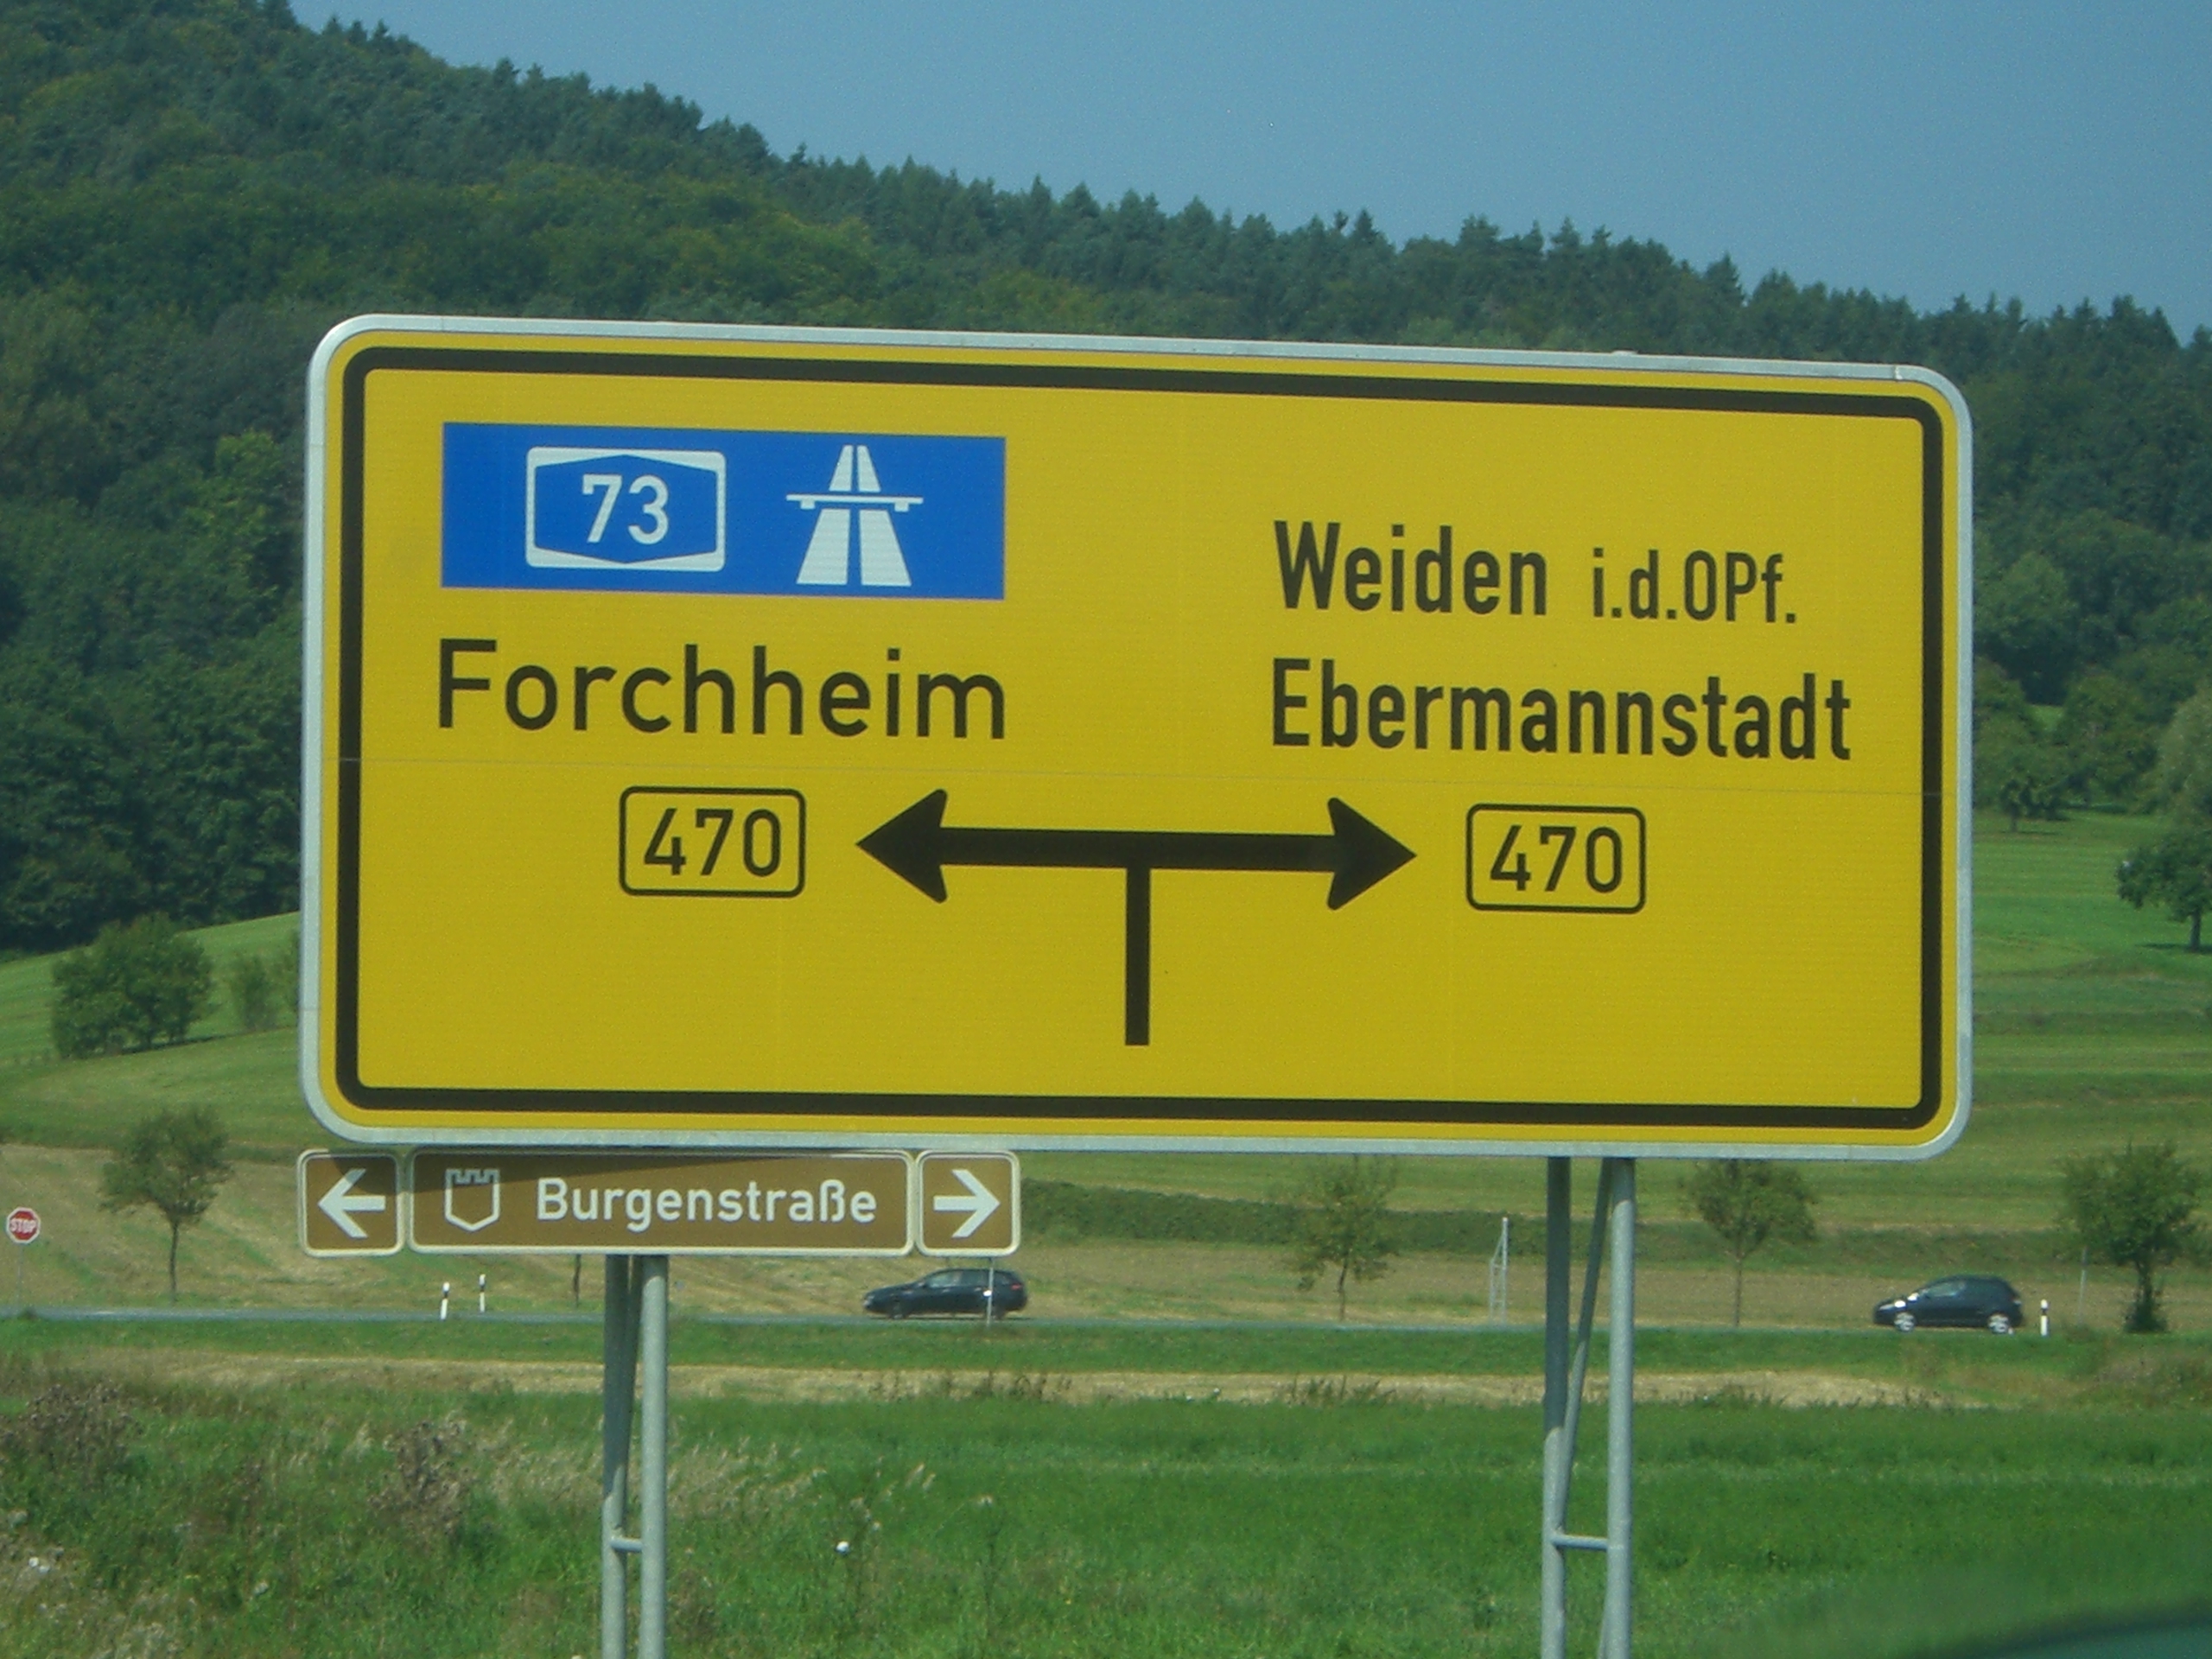 73
Forchheim
470
Weiden i.d.OPf.
Ebermannstadt
470
Burgenstraße
STOP